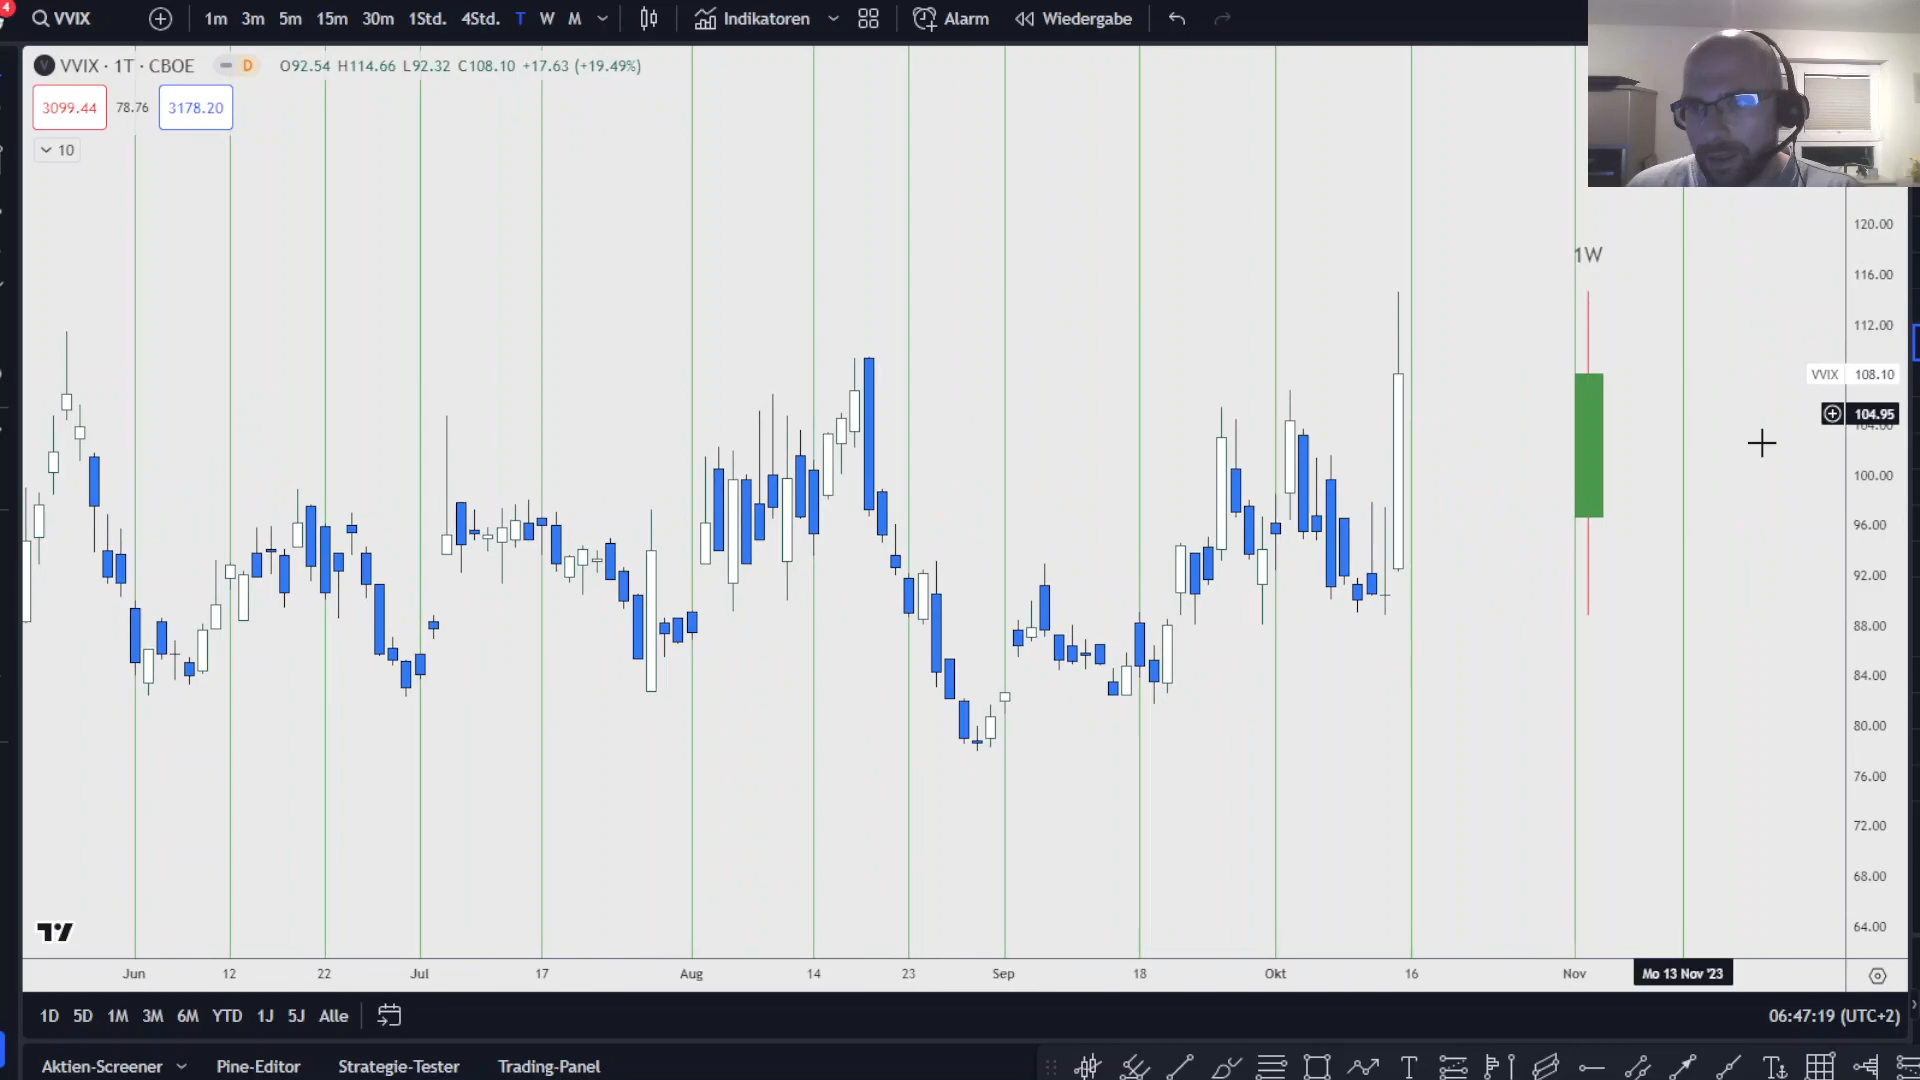 4
VVIX
1m 3m 5m 15m 30m 1Std. 4Std. T W M
Indikatoren
Alarm
Wiedergabe
VVIX · 1T · CBOE
D
O92.54 H114.66 L92.32 C108.10 +17.63 (+19.49%)
3099.44 78.76 3178.20
10
120.00
1W
116.00
112.00
VVIX 108.10
104.95
104.00
100.00
96.00
92.00
88.00
84.00
80.00
76.00
72.00
68.00
64.00
Jun 12 22 Jul 17 Aug 14 23 Sep 18 Okt 16 Nov Mo 13 Nov '23
1D 5D 1M 3M 6M YTD 1J 5J Alle
06:47:19 (UTC+2)
Aktien-Screener Pine-Editor Strategie-Tester Trading-Panel